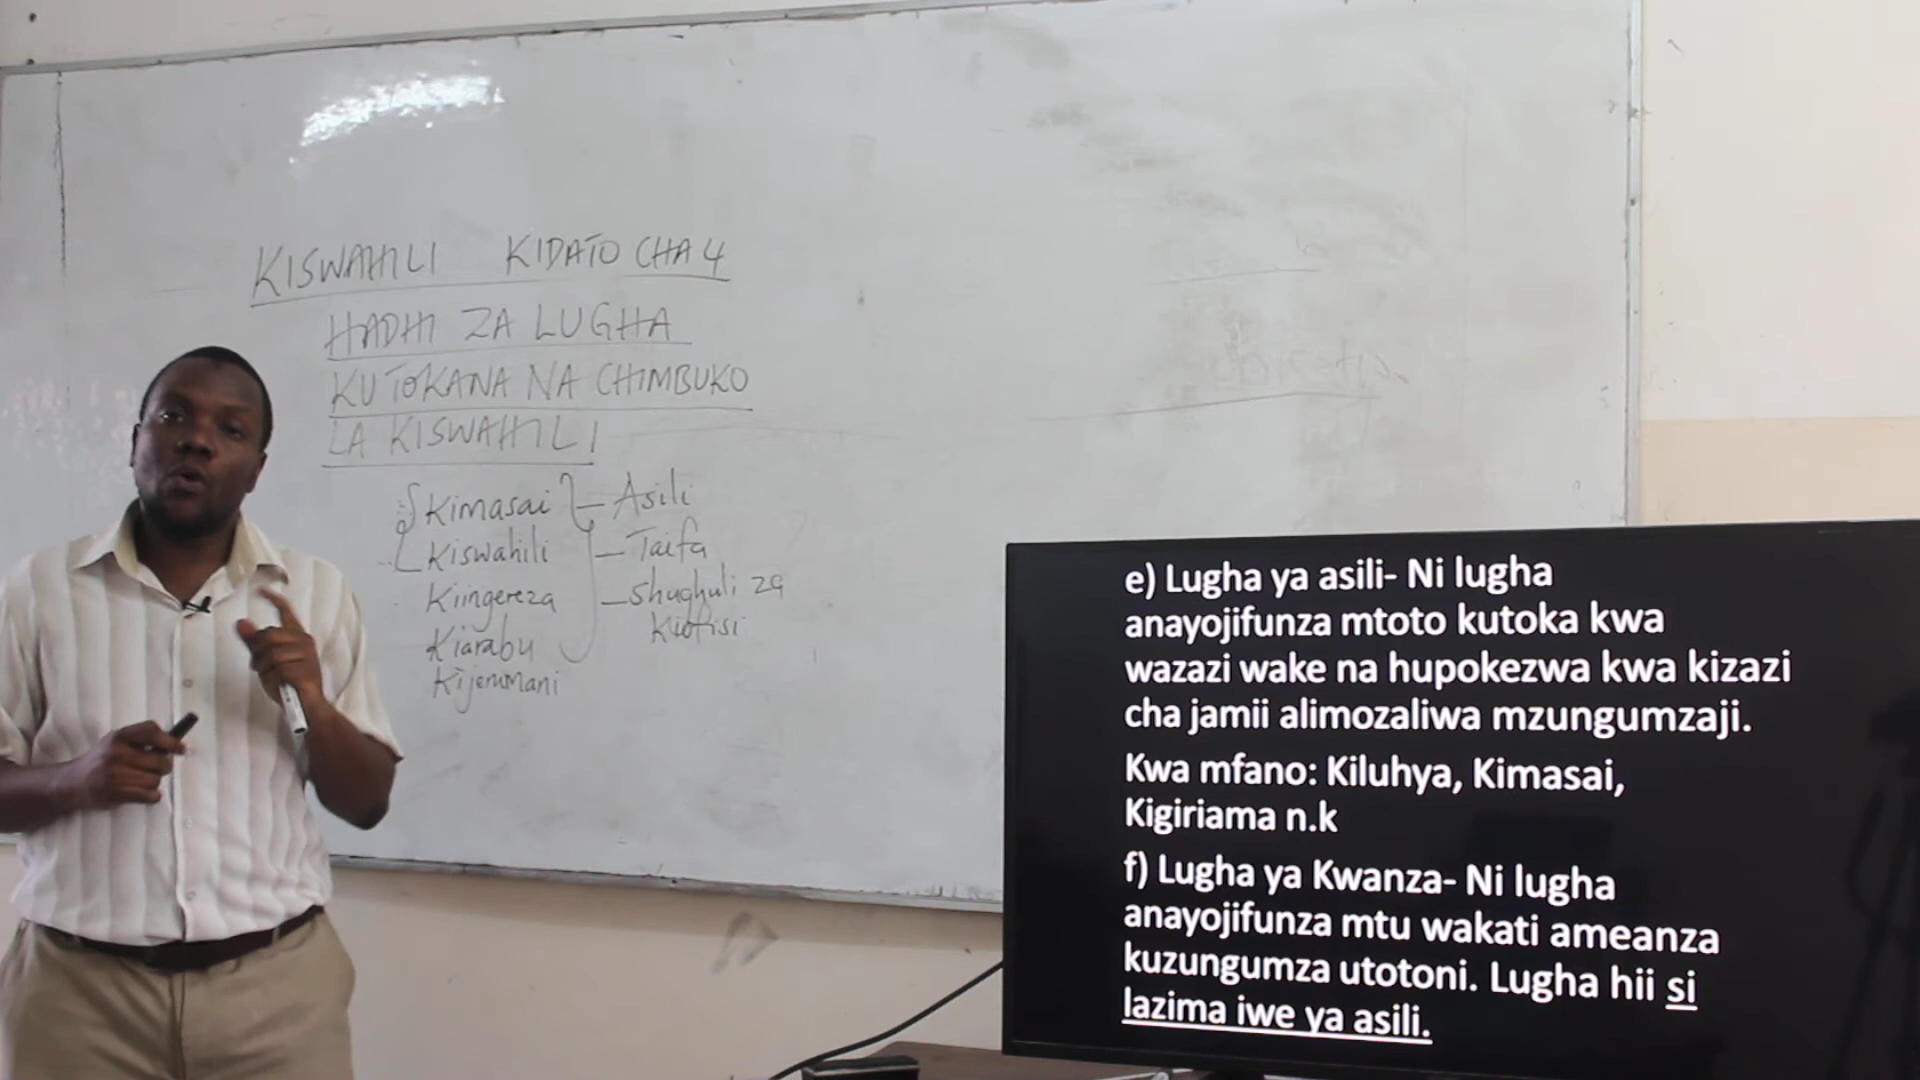 KISWAHILI KIDATO CHA 4
HADHI ZA LUGHA
KUTOKANA NA CHIMBUKO
LA KISWAHILI
Kimasai – Asili
Kiswahili – Taifa
Kiingereza – Shughuli za
Kiofisi
Kiarabu
Kijerumani
e) Lugha ya asili- Ni lugha
anayojifunza mtoto kutoka kwa
wazazi wake na hupokezwa kwa kizazi
cha jamii alimozaliwa mzungumzaji.
Kwa mfano: Kiluhya, Kimasai,
Kigiriama n.k
f) Lugha ya Kwanza- Ni lugha
anayojifunza mtu wakati ameanza
kuzungumza utotoni. Lugha hii si
lazima iwe ya asili.